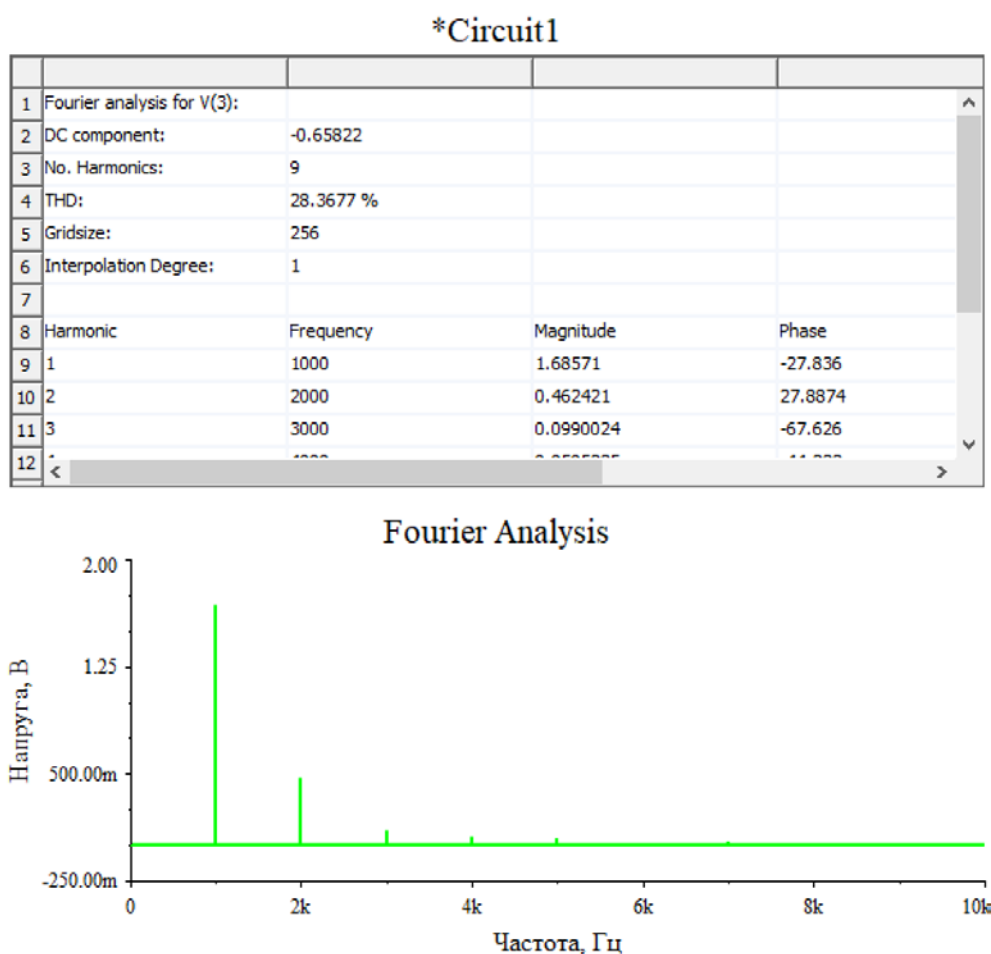 *Circuit1
1 Fourier analysis for V(3):
2 DC component: -0.65822
3 No. Harmonics: 9
4 THD: 28.3677 %
5 Gridsize: 256
6 Interpolation Degree: 1
7
8 Harmonic Frequency Magnitude Phase
9 1 1000 1.68571 -27.836
10 2 2000 0.462421 27.8874
11 3 3000 0.0990024 -67.626
12
Fourier Analysis
2.00
1.25
500.00m
-250.00m
Напруга, В
0 2k 4k 6k 8k 10k
Частота, Гц